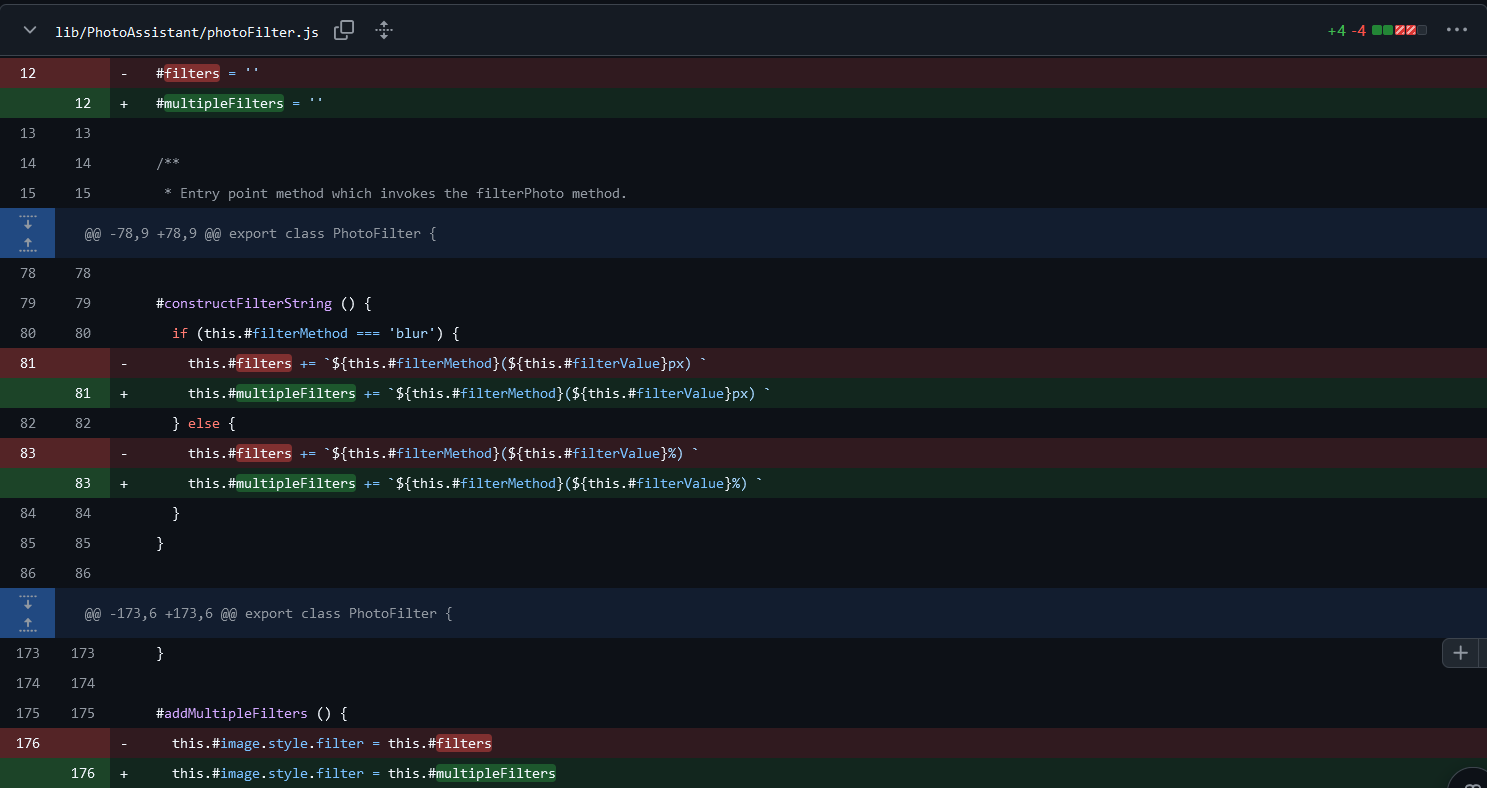 lib/PhotoAssistant/photoFilter.js +4 -4
12 - #filters = ''
12 + #multipleFilters = ''
13 13
14 14 /**
15 15 * Entry point method which invokes the filterPhoto method.
@@ -78,9 +78,9 @@ export class PhotoFilter {
78 78
79 79 #constructFilterString () {
80 80 if (this.#filterMethod === 'blur') {
81 - this.#filters += `${this.#filterMethod}(${this.#filterValue}px) `
81 + this.#multipleFilters += `${this.#filterMethod}(${this.#filterValue}px) `
82 82 } else {
83 - this.#filters += `${this.#filterMethod}(${this.#filterValue}%) `
83 + this.#multipleFilters += `${this.#filterMethod}(${this.#filterValue}%) `
84 84 }
85 85 }
86 86
@@ -173,6 +173,6 @@ export class PhotoFilter {
173 173 }
174 174
175 175 #addMultipleFilters () {
176 - this.#image.style.filter = this.#filters
176 + this.#image.style.filter = this.#multipleFilters